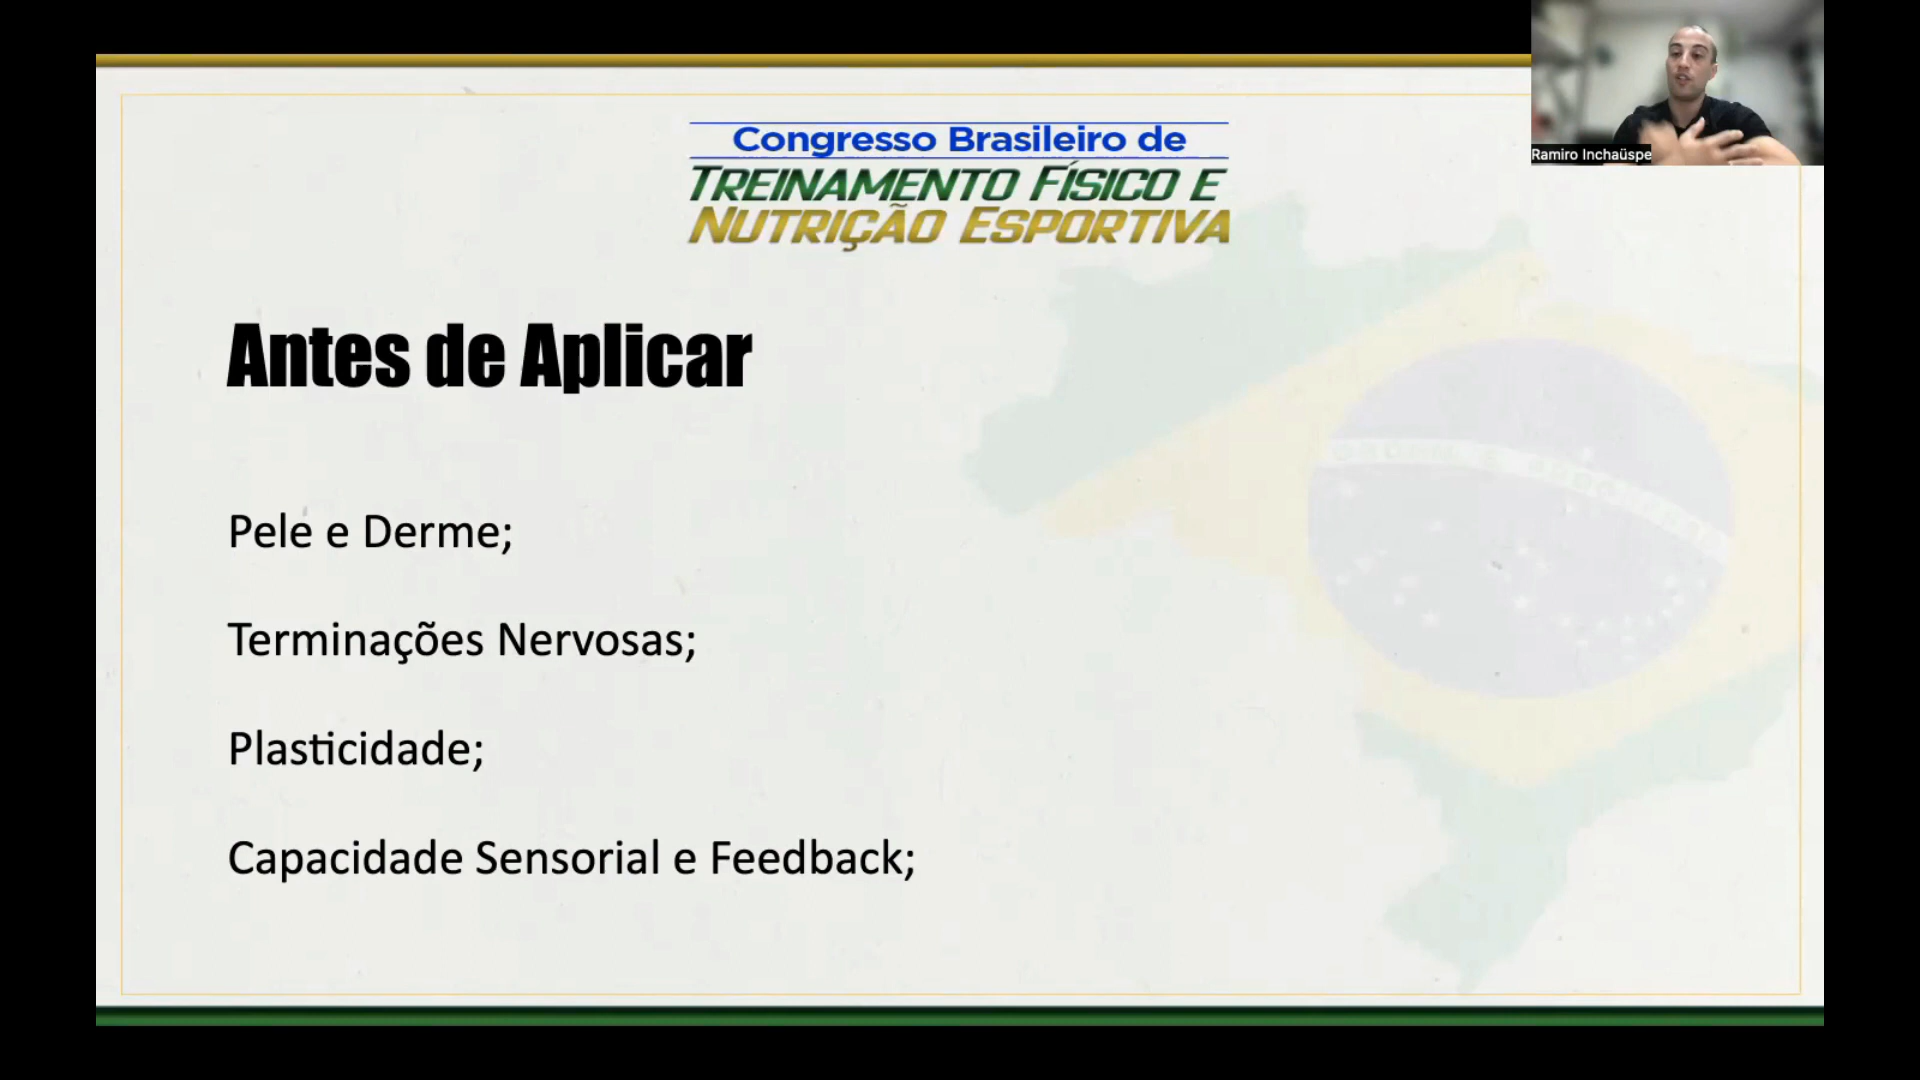 Congresso Brasileiro de
TREINAMENTO FÍSICO E
NUTRIÇÃO ESPORTIVA
Ramiro Inchaüspe
Antes de Aplicar
Pele e Derme;
Terminações Nervosas;
Plasticidade;
Capacidade Sensorial e Feedback;